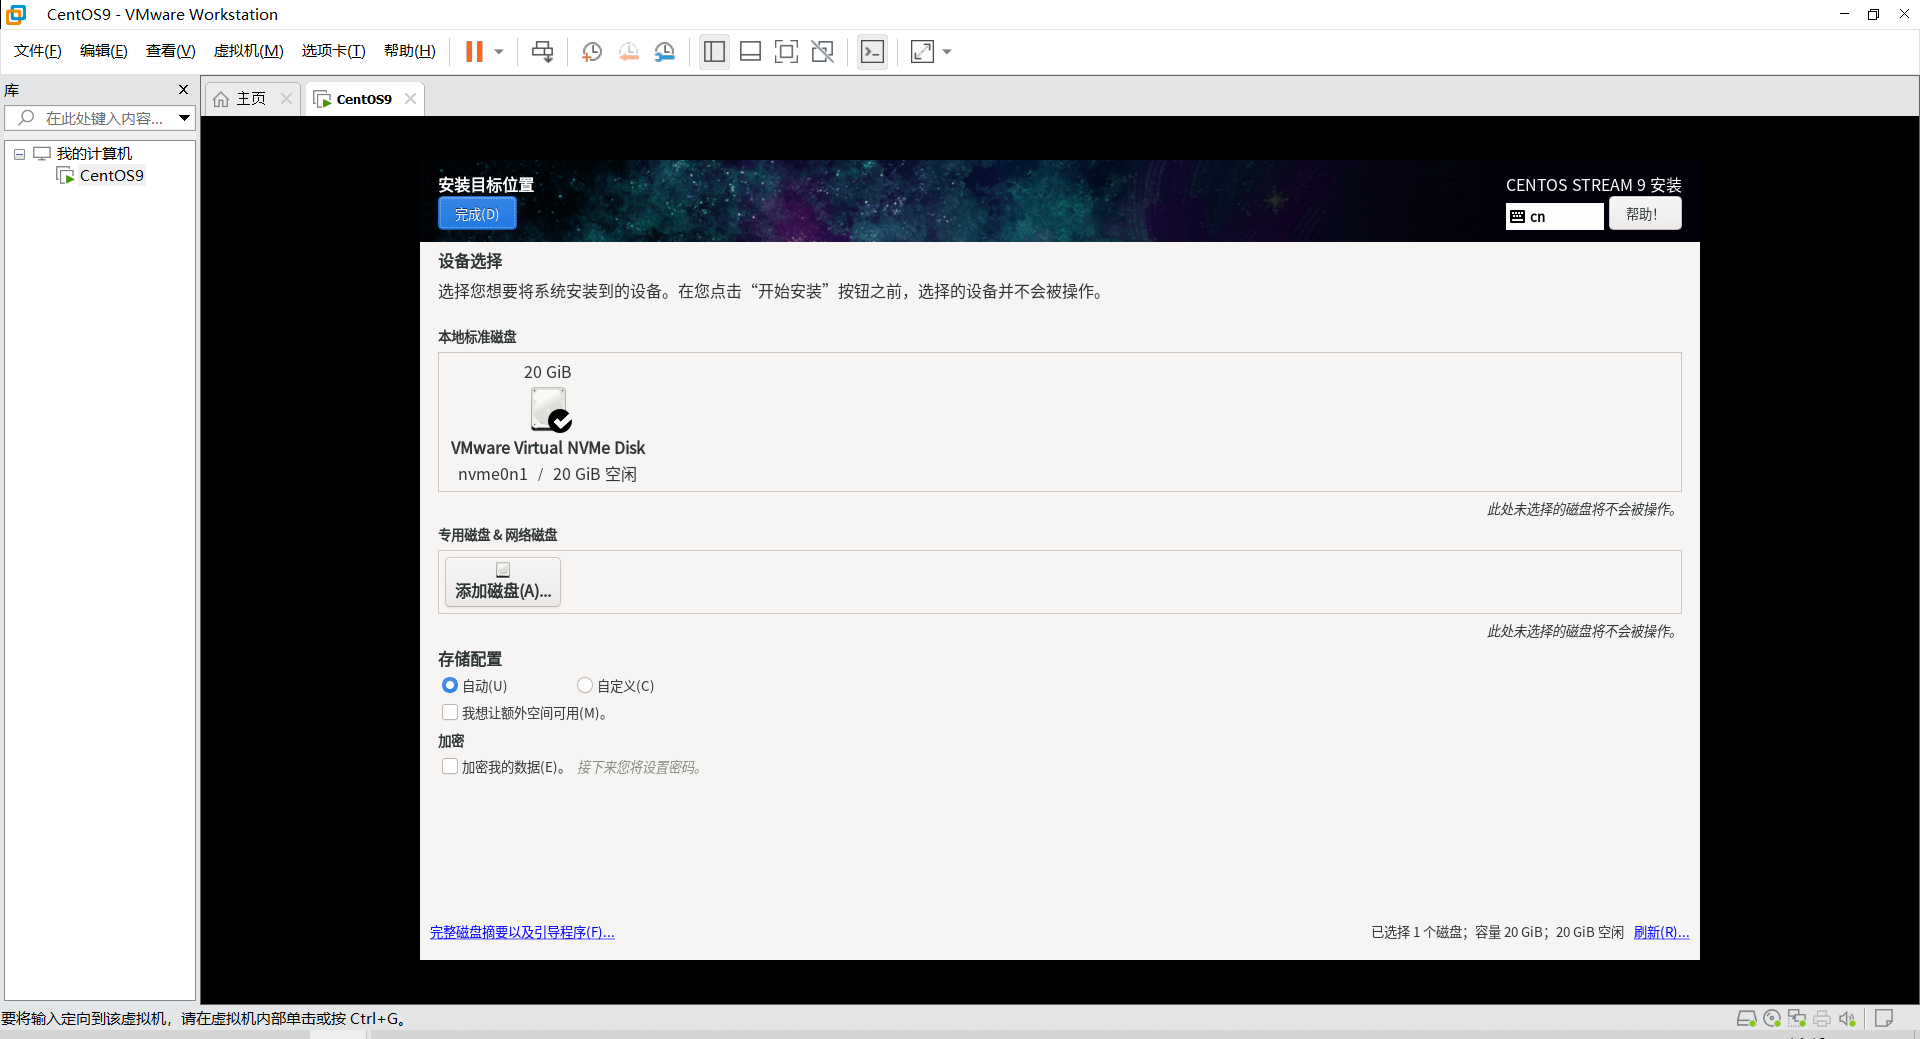 CentOS9 - VMware Workstation
文件(F) 编辑(E) 查看(V) 虚拟机(M) 选项卡(T) 帮助(H)
库
在此处键入内容...
我的计算机
CentOS9
主页
CentOS9
安装目标位置
完成(D)
CENTOS STREAM 9 安装
cn
帮助！
设备选择
选择您想要将系统安装到的设备。在您点击“开始安装”按钮之前，选择的设备并不会被操作。
本地标准磁盘
20 GiB
VMware Virtual NVMe Disk
nvme0n1 / 20 GiB 空闲
此处未选择的磁盘将不会被操作。
专用磁盘 & 网络磁盘
添加磁盘(A)...
此处未选择的磁盘将不会被操作。
存储配置
自动(U) 自定义(C)
我想让额外空间可用(M)。
加密
加密我的数据(E)。 接下来您将设置密码。
完整磁盘摘要以及引导程序(F)...
已选择 1 个磁盘；容量 20 GiB；20 GiB 空闲 刷新(R)...
要将输入定向到该虚拟机，请在虚拟机内部单击或按 Ctrl+G。